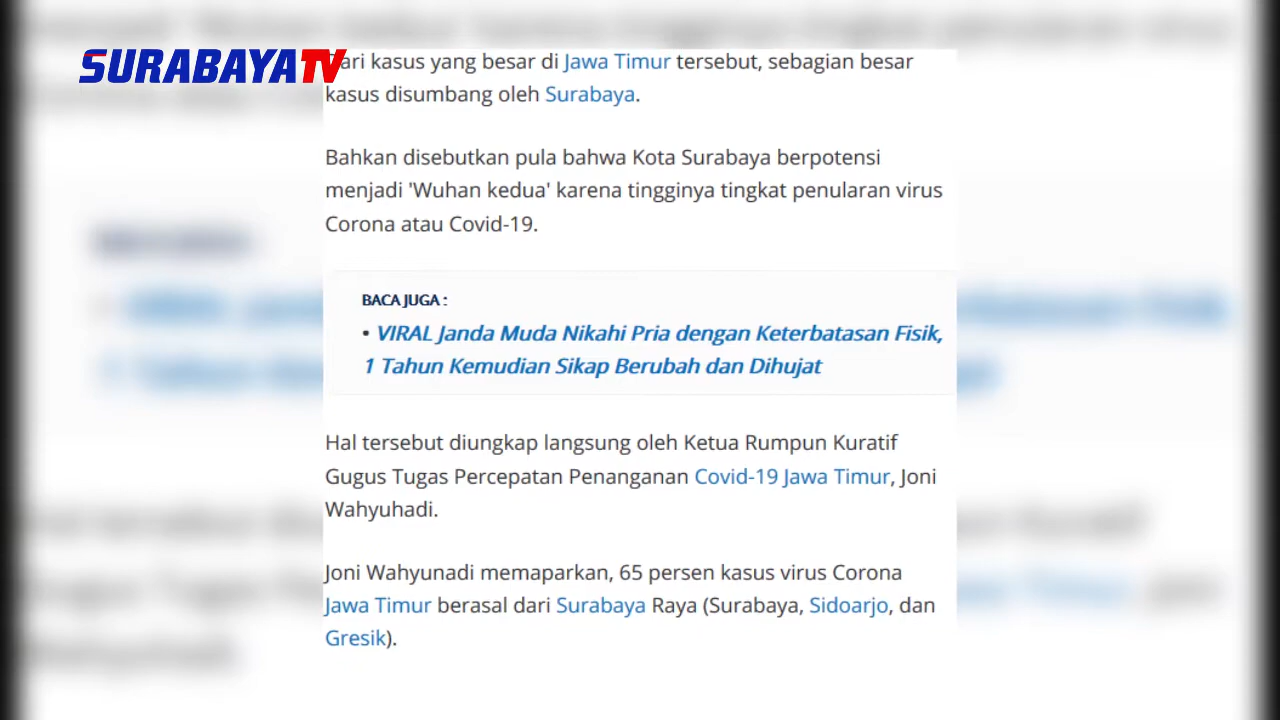 SURABAYATV
Dari kasus yang besar di Jawa Timur tersebut, sebagian besar
kasus disumbang oleh Surabaya.
Bahkan disebutkan pula bahwa Kota Surabaya berpotensi
menjadi 'Wuhan kedua' karena tingginya tingkat penularan virus
Corona atau Covid-19.
BACA JUGA :
• VIRAL Janda Muda Nikahi Pria dengan Keterbatasan Fisik,
1 Tahun Kemudian Sikap Berubah dan Dihujat
Hal tersebut diungkap langsung oleh Ketua Rumpun Kuratif
Gugus Tugas Percepatan Penanganan Covid-19 Jawa Timur, Joni
Wahyuhadi.
Joni Wahyunadi memaparkan, 65 persen kasus virus Corona
Jawa Timur berasal dari Surabaya Raya (Surabaya, Sidoarjo, dan
Gresik).